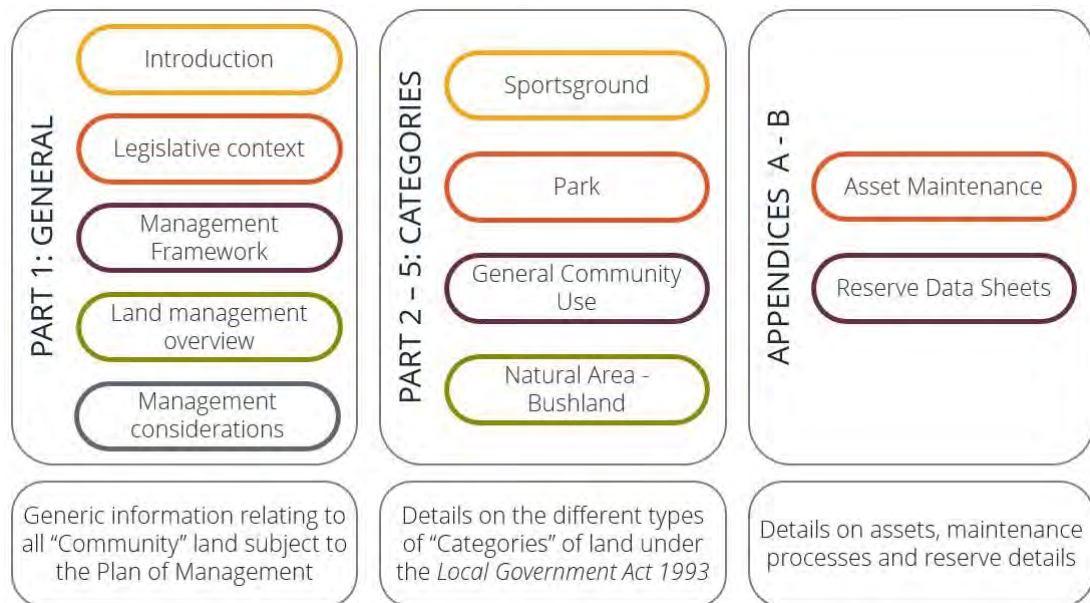 PART 1: GENERAL
Introduction
Legislative context
Management
Framework
Land management
overview
Management
considerations
Generic information relating to
all “Community” land subject to
the Plan of Management
PART 2 – 5: CATEGORIES
Sportsground
Park
General Community
Use
Natural Area -
Bushland
Details on the different types
of “Categories” of land under
the Local Government Act 1993
APPENDICES A - B
Asset Maintenance
Reserve Data Sheets
Details on assets, maintenance
processes and reserve details